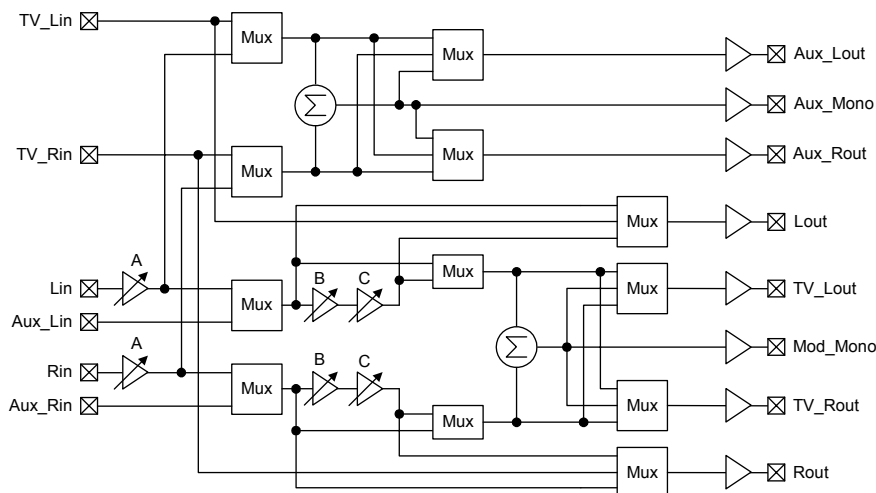 TV_Lin
Mux
Mux
Aux_Lout
Σ
Aux_Mono
TV_Rin
Mux
Mux
Aux_Rout
Mux
Lout
A
Lin
B
C
Mux
Mux
Mux
TV_Lout
Aux_Lin
A
Σ
Mod_Mono
Rin
B
C
Mux
Aux_Rin
Mux
Mux
TV_Rout
Mux
Rout